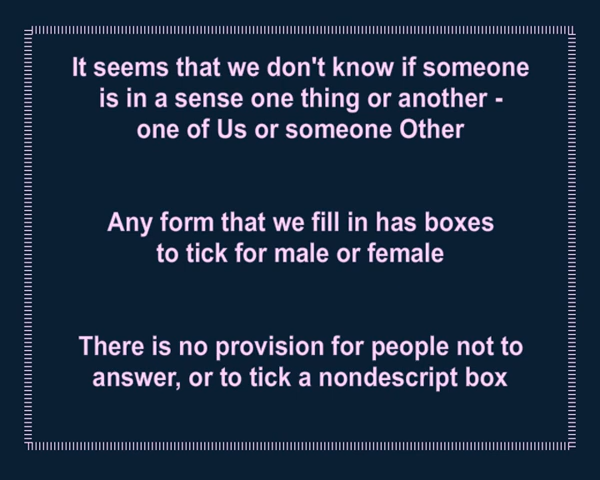 It seems that we don't know if someone
is in a sense one thing or another -
one of Us or someone Other
Any form that we fill in has boxes
to tick for male or female
There is no provision for people not to
answer, or to tick a nondescript box